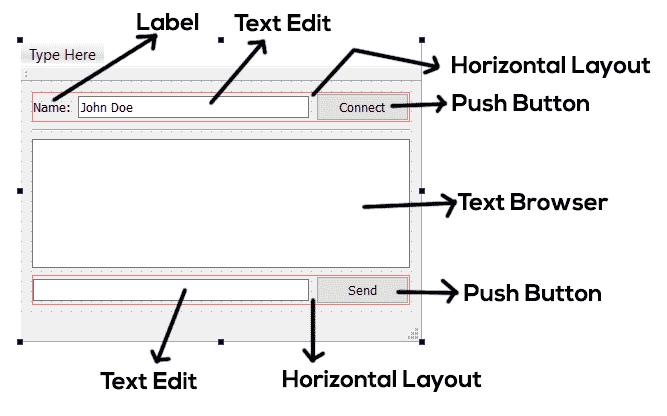 Label
Text Edit
Type Here
Horizontal Layout
Name:
John Doe
Connect
Push Button
Text Browser
Send
Push Button
Text Edit
Horizontal Layout